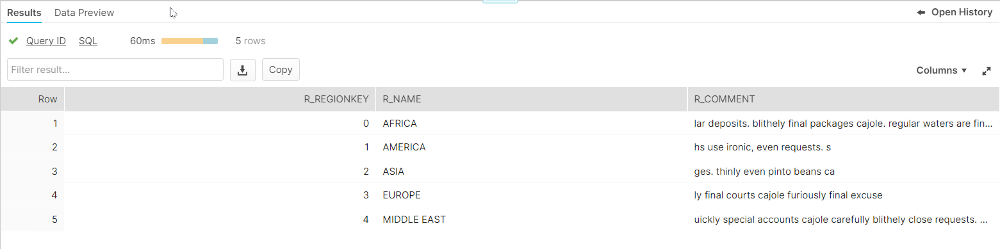 Results Data Preview Open History
Query ID SQL 60ms 5 rows
Filter result... Copy Columns
Row R_REGIONKEY R_NAME R_COMMENT
1 0 AFRICA lar deposits. blithely final packages cajole. regular waters are fin...
2 1 AMERICA hs use ironic, even requests. s
3 2 ASIA ges. thinly even pinto beans ca
4 3 EUROPE ly final courts cajole furiously final excuse
5 4 MIDDLE EAST uickly special accounts cajole carefully blithely close requests. ...